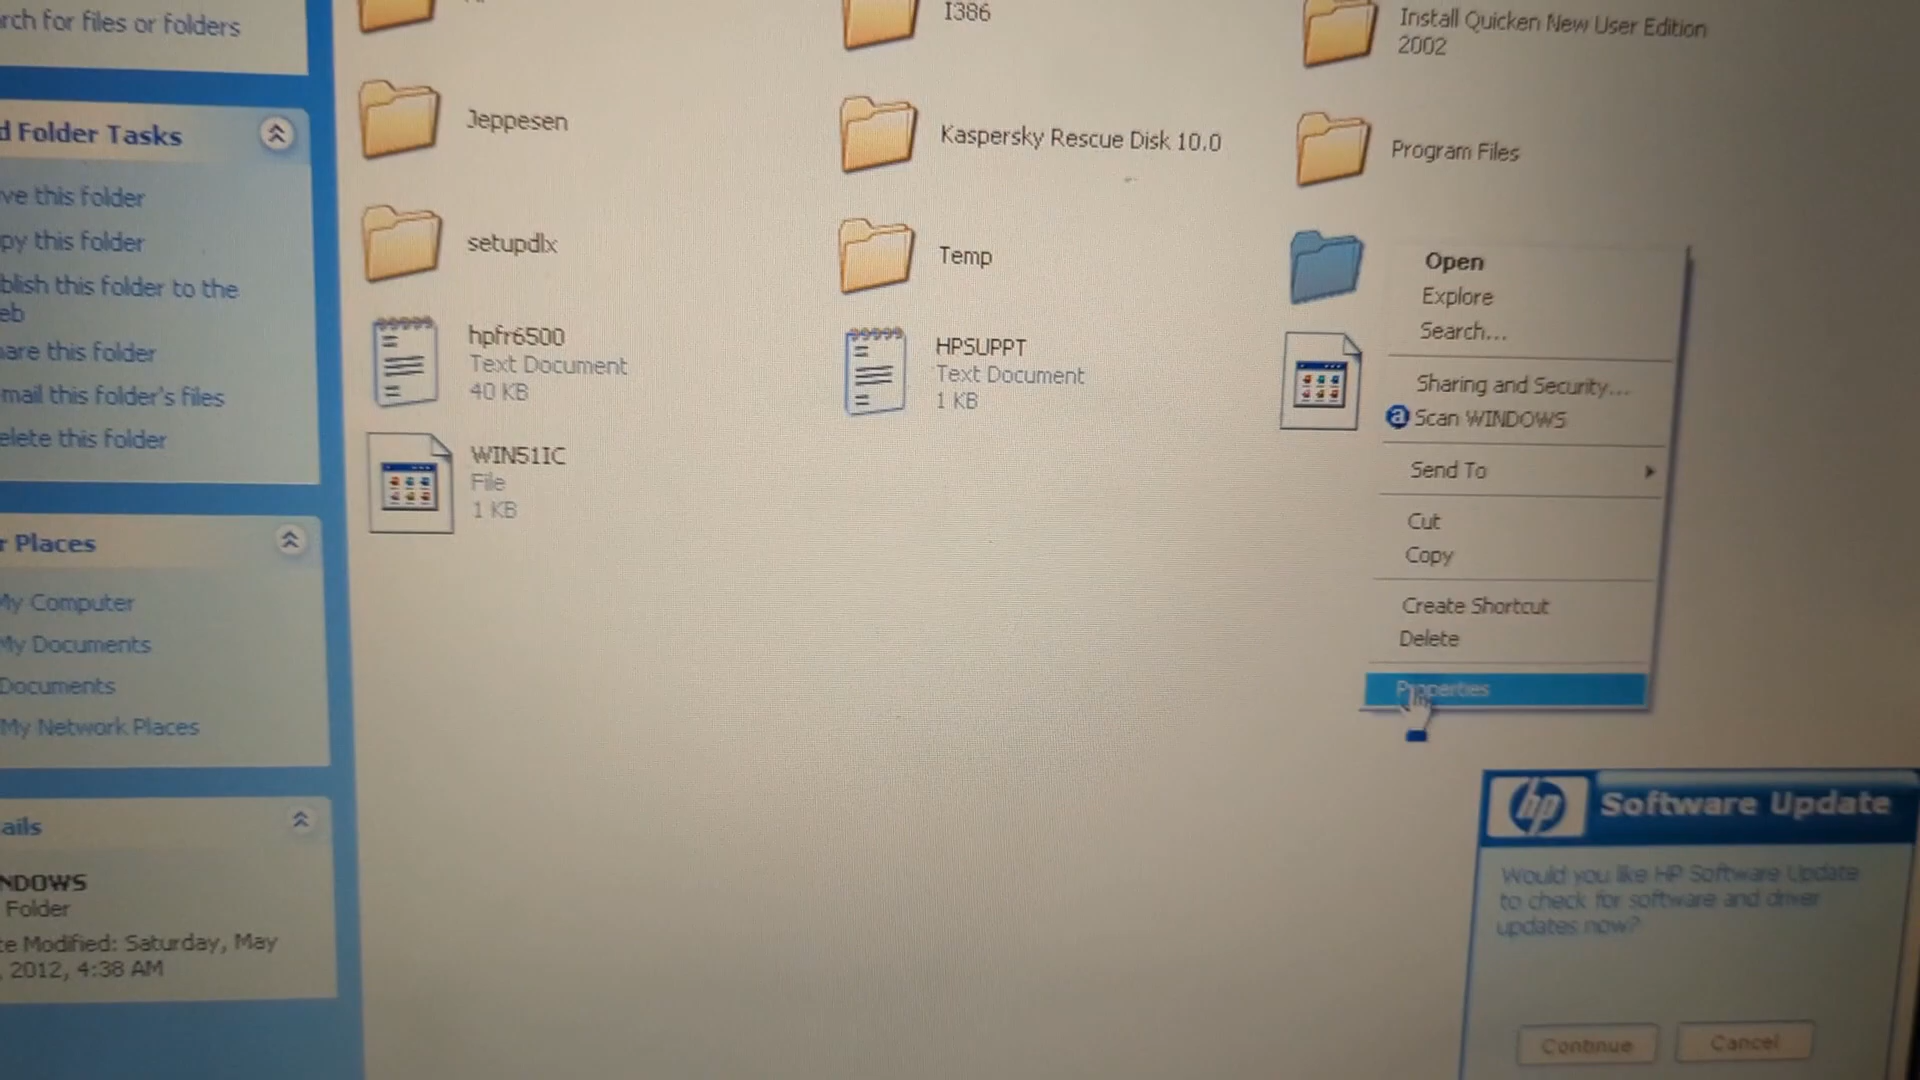 rch for files or folders
d Folder Tasks
ve this folder
py this folder
blish this folder to the
eb
are this folder
mail this folder's files
elete this folder
r Places
My Computer
My Documents
Documents
My Network Places
ails
NDOWS
Folder
te Modified: Saturday, May
, 2012, 4:38 AM
I386
Install Quicken New User Edition
2002
Jeppesen
Kaspersky Rescue Disk 10.0
Program Files
setupdlx
Temp
hpfr6500
Text Document
40 KB
HPSUPPT
Text Document
1 KB
WIN51IC
File
1 KB
Open
Explore
Search...
Sharing and Security...
a Scan WINDOWS
Send To
Cut
Copy
Create Shortcut
Delete
Properties
hp Software Update
Would you like HP Software Update
to check for software and driver
updates now?
Continue
Cancel